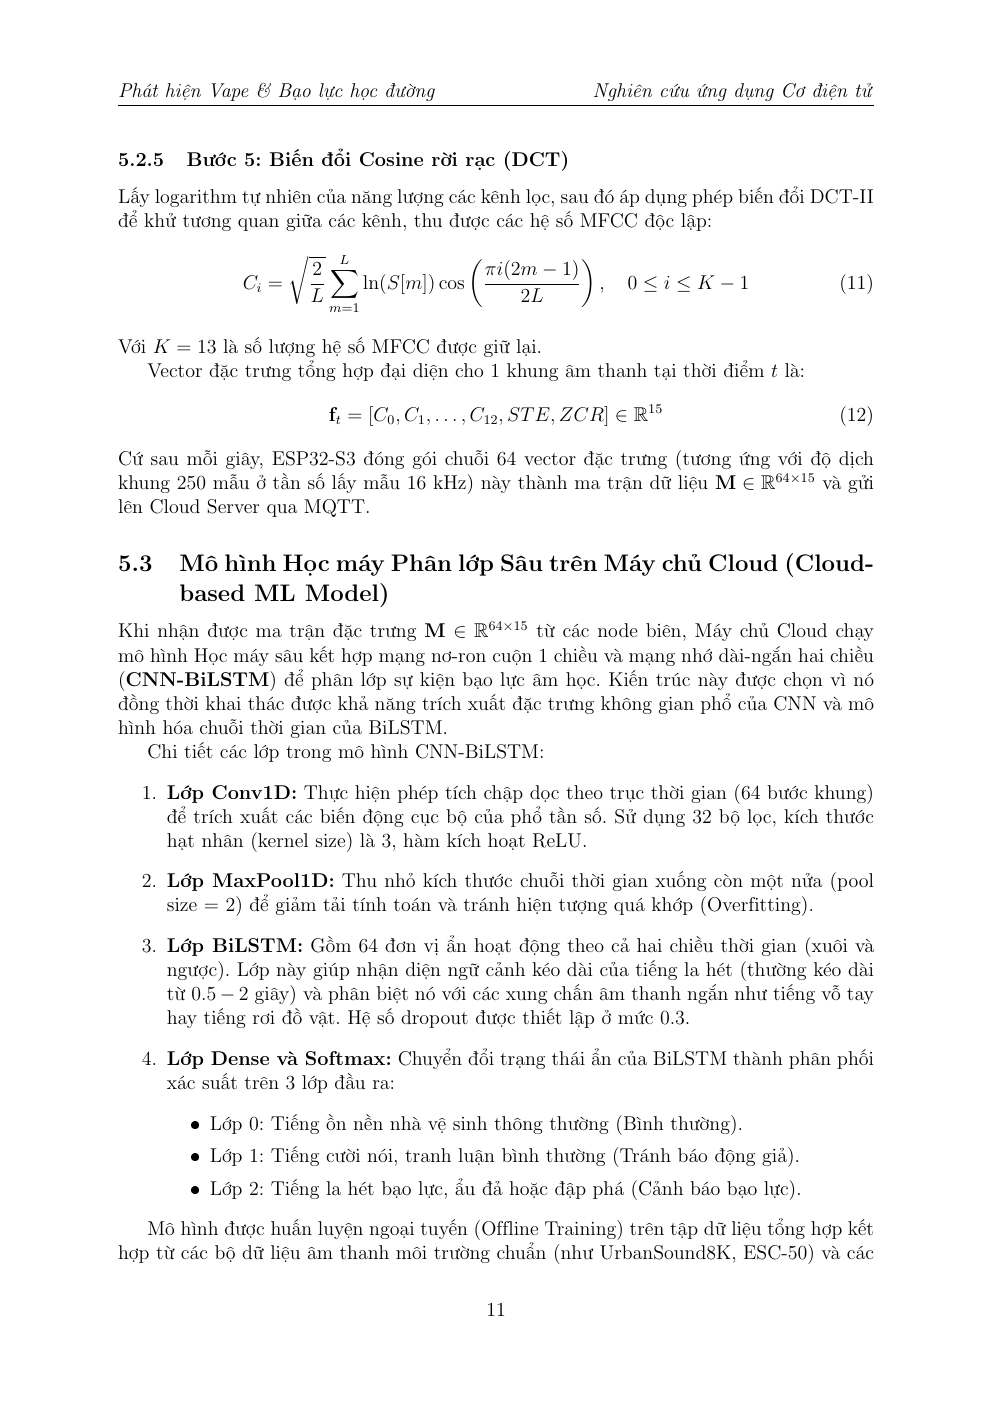 Phát hiện Vape & Bạo lực học đường Nghiên cứu ứng dụng Cơ điện tử
5.2.5 Bước 5: Biến đổi Cosine rời rạc (DCT)
Lấy logarithm tự nhiên của năng lượng các kênh lọc, sau đó áp dụng phép biến đổi DCT-II
để khử tương quan giữa các kênh, thu được các hệ số MFCC độc lập:
C_i = \sqrt{\frac{2}{L}} \sum_{m=1}^{L} \ln(S[m]) \cos\left(\frac{\pi i(2m-1)}{2L}\right), 0 ≤ i ≤ K − 1 (11)
Với K = 13 là số lượng hệ số MFCC được giữ lại.
Vector đặc trưng tổng hợp đại diện cho 1 khung âm thanh tại thời điểm t là:
f_t = [C_0, C_1, . . . , C_{12}, STE, ZCR] ∈ ℝ^{15} (12)
Cứ sau mỗi giây, ESP32-S3 đóng gói chuỗi 64 vector đặc trưng (tương ứng với độ dịch
khung 250 mẫu ở tần số lấy mẫu 16 kHz) này thành ma trận dữ liệu M ∈ ℝ^{64×15} và gửi
lên Cloud Server qua MQTT.
5.3 Mô hình Học máy Phân lớp Sâu trên Máy chủ Cloud (Cloud-
based ML Model)
Khi nhận được ma trận đặc trưng M ∈ ℝ^{64×15} từ các node biên, Máy chủ Cloud chạy
mô hình Học máy sâu kết hợp mạng nơ-ron cuộn 1 chiều và mạng nhớ dài-ngắn hai chiều
(CNN-BiLSTM) để phân lớp sự kiện bạo lực âm học. Kiến trúc này được chọn vì nó
đồng thời khai thác được khả năng trích xuất đặc trưng không gian phổ của CNN và mô
hình hóa chuỗi thời gian của BiLSTM.
Chi tiết các lớp trong mô hình CNN-BiLSTM:
1. Lớp Conv1D: Thực hiện phép tích chập dọc theo trục thời gian (64 bước khung)
để trích xuất các biến động cục bộ của phổ tần số. Sử dụng 32 bộ lọc, kích thước
hạt nhân (kernel size) là 3, hàm kích hoạt ReLU.
2. Lớp MaxPool1D: Thu nhỏ kích thước chuỗi thời gian xuống còn một nửa (pool
size = 2) để giảm tải tính toán và tránh hiện tượng quá khớp (Overfitting).
3. Lớp BiLSTM: Gồm 64 đơn vị ẩn hoạt động theo cả hai chiều thời gian (xuôi và
ngược). Lớp này giúp nhận diện ngữ cảnh kéo dài của tiếng la hét (thường kéo dài
từ 0.5 − 2 giây) và phân biệt nó với các xung chấn âm thanh ngắn như tiếng vỗ tay
hay tiếng rơi đồ vật. Hệ số dropout được thiết lập ở mức 0.3.
4. Lớp Dense và Softmax: Chuyển đổi trạng thái ẩn của BiLSTM thành phân phối
xác suất trên 3 lớp đầu ra:
• Lớp 0: Tiếng ồn nền nhà vệ sinh thông thường (Bình thường).
• Lớp 1: Tiếng cười nói, tranh luận bình thường (Tránh báo động giả).
• Lớp 2: Tiếng la hét bạo lực, ẩu đả hoặc đập phá (Cảnh báo bạo lực).
Mô hình được huấn luyện ngoại tuyến (Offline Training) trên tập dữ liệu tổng hợp kết
hợp từ các bộ dữ liệu âm thanh môi trường chuẩn (như UrbanSound8K, ESC-50) và các
11